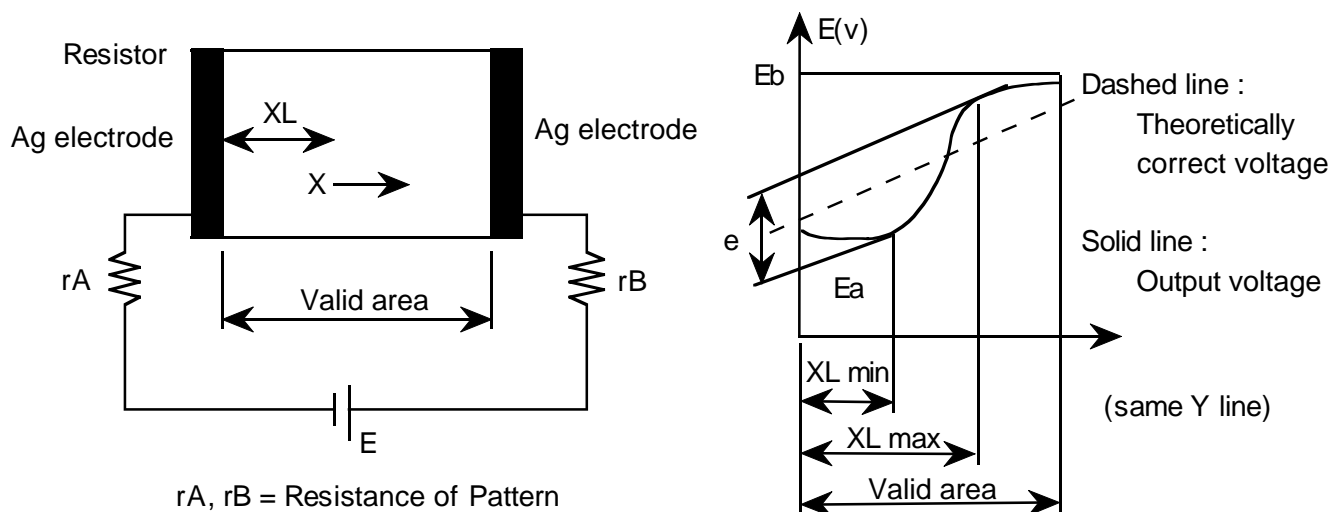 Resistor
Ag electrode
XL
X
Ag electrode
rA
rB
Valid area
E
rA, rB = Resistance of Pattern
E(v)
Eb
Dashed line :
Theoretically
correct voltage
e
Solid line :
Output voltage
Ea
XL min
(same Y line)
XL max
Valid area